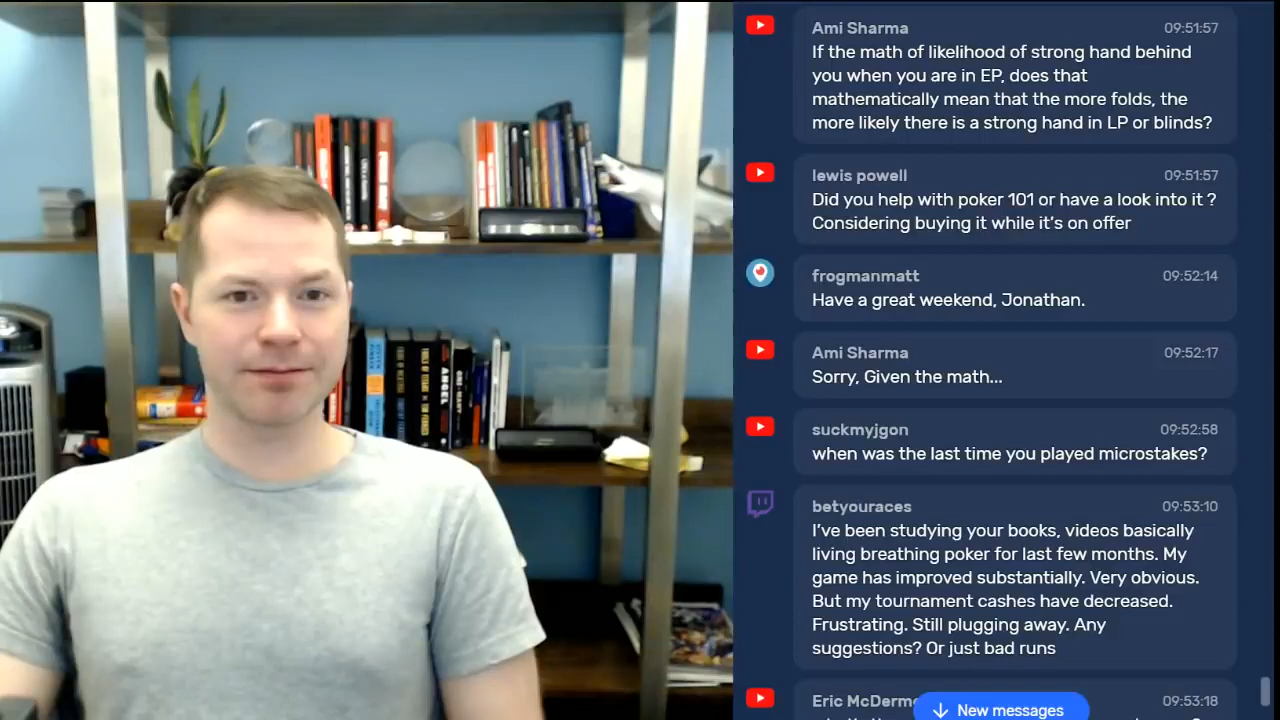 Ami Sharma 09:51:57
If the math of likelihood of strong hand behind
you when you are in EP, does that
mathematically mean that the more folds, the
more likely there is a strong hand in LP or blinds?
lewis powell 09:51:57
Did you help with poker 101 or have a look into it ?
Considering buying it while it's on offer
frogmanmatt 09:52:14
Have a great weekend, Jonathan.
Ami Sharma 09:52:17
Sorry, Given the math...
suckmyjgon 09:52:58
when was the last time you played microstakes?
betyouraces 09:53:10
I've been studying your books, videos basically
living breathing poker for last few months. My
game has improved substantially. Very obvious.
But my tournament cashes have decreased.
Frustrating. Still plugging away. Any
suggestions? Or just bad runs
Eric 09:53:18
New messages
ANGEL